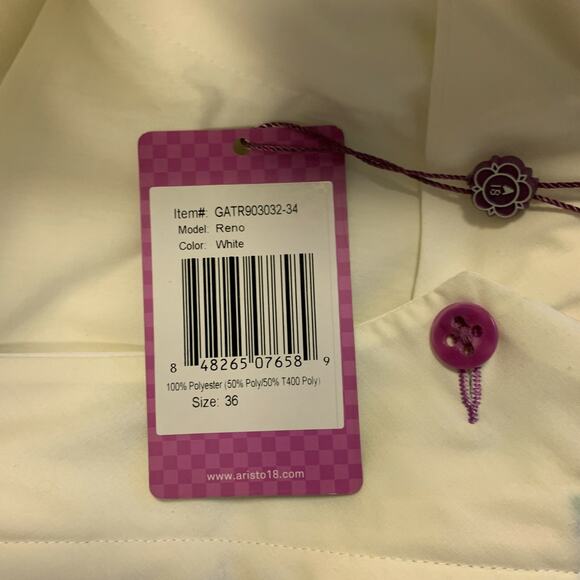 Item#: GATR903032-34
Model: Reno
Color: White
8 48265 07658 9
100% Polyester (50% Poly/50% T400 Poly)
Size: 36
www.aristo18.com
18